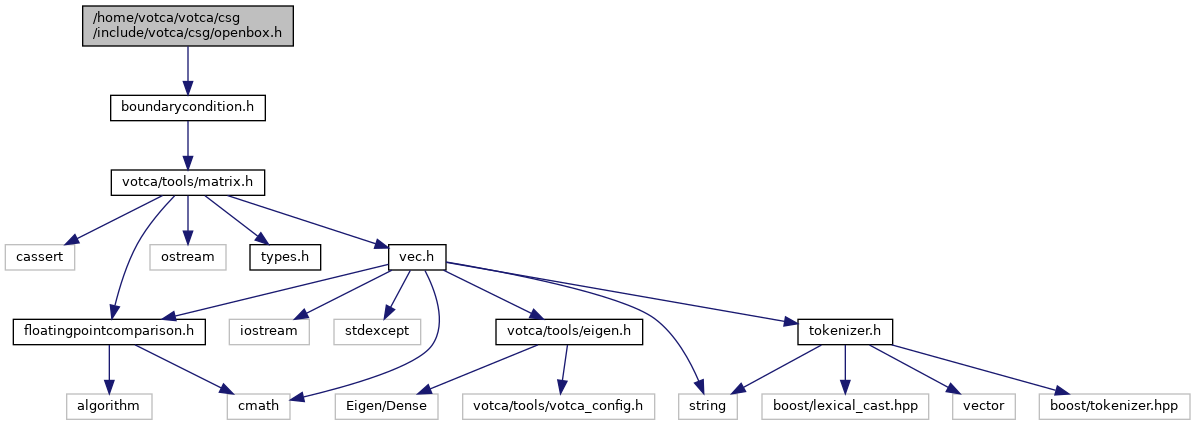 /home/votca/votca/csg
/include/votca/csg/openbox.h
boundarycondition.h
votca/tools/matrix.h
cassert
ostream
types.h
vec.h
floatingpointcomparison.h
iostream
stdexcept
votca/tools/eigen.h
tokenizer.h
algorithm
cmath
Eigen/Dense
votca/tools/votca_config.h
string
boost/lexical_cast.hpp
vector
boost/tokenizer.hpp